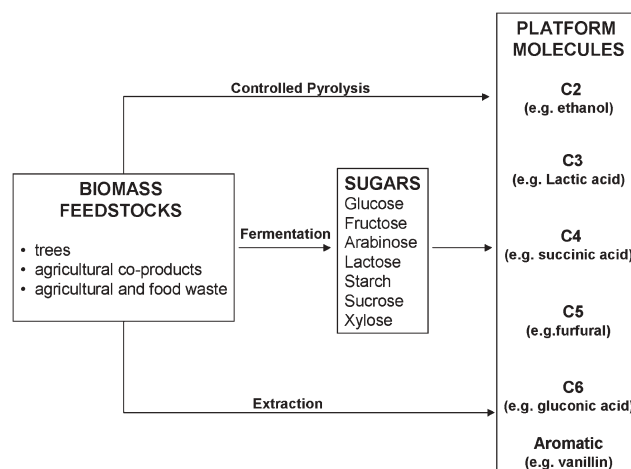 PLATFORM
MOLECULES
Controlled Pyrolysis
C2
(e.g. ethanol)
C3
(e.g. Lactic acid)
BIOMASS
FEEDSTOCKS
• trees
• agricultural co-products
• agricultural and food waste
Fermentation
SUGARS
Glucose
Fructose
Arabinose
Lactose
Starch
Sucrose
Xylose
C4
(e.g. succinic acid)
C5
(e.g.furfural)
Extraction
C6
(e.g. gluconic acid)
Aromatic
(e.g. vanillin)